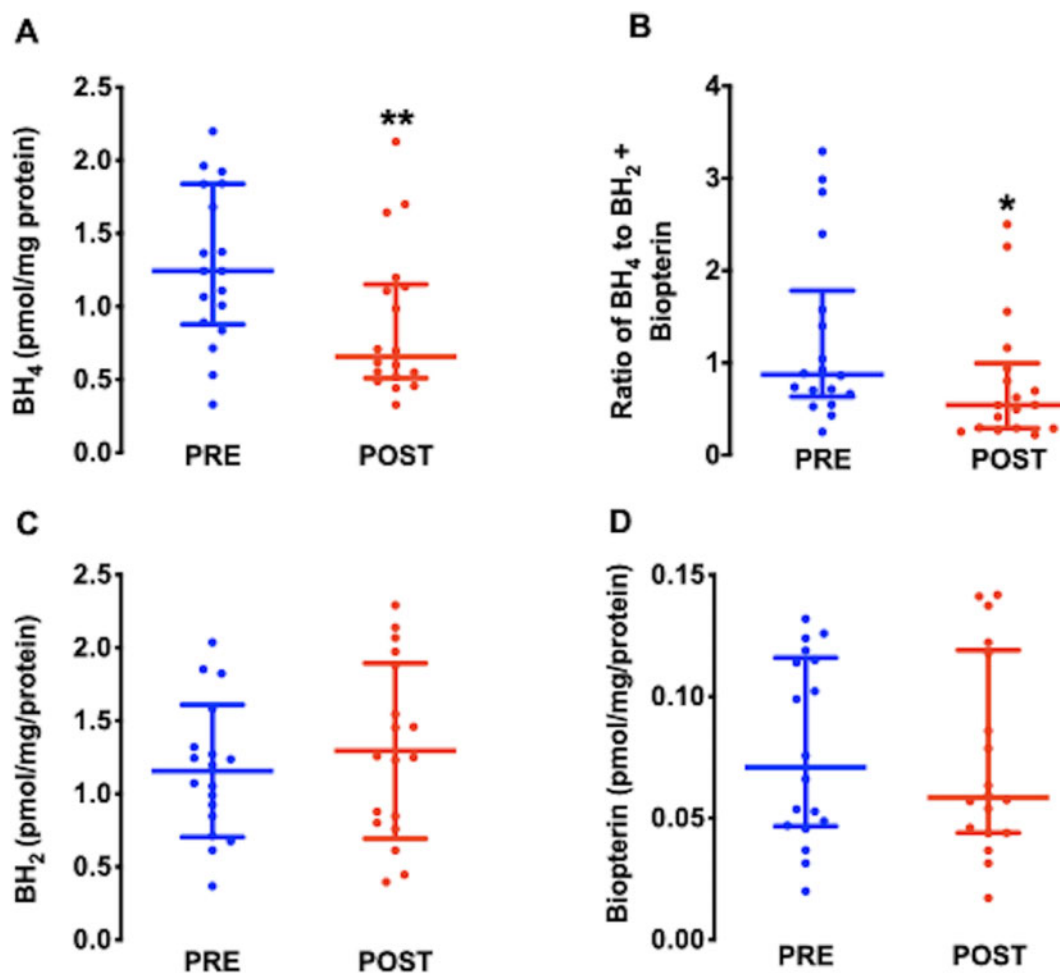 A
BH₄ (pmol/mg protein)
2.5
2.0
1.5
1.0
0.5
0.0
**
PRE
POST
B
Ratio of BH₄ to BH₂ +
Biopterin
4
3
2
1
0
*
PRE
POST
C
BH₂ (pmol/mg/protein)
2.5
2.0
1.5
1.0
0.5
0.0
PRE
POST
D
Biopterin (pmol/mg/protein)
0.15
0.10
0.05
0.00
PRE
POST